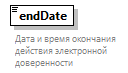 endDate
Дата и время окончания
действия электронной
доверенности